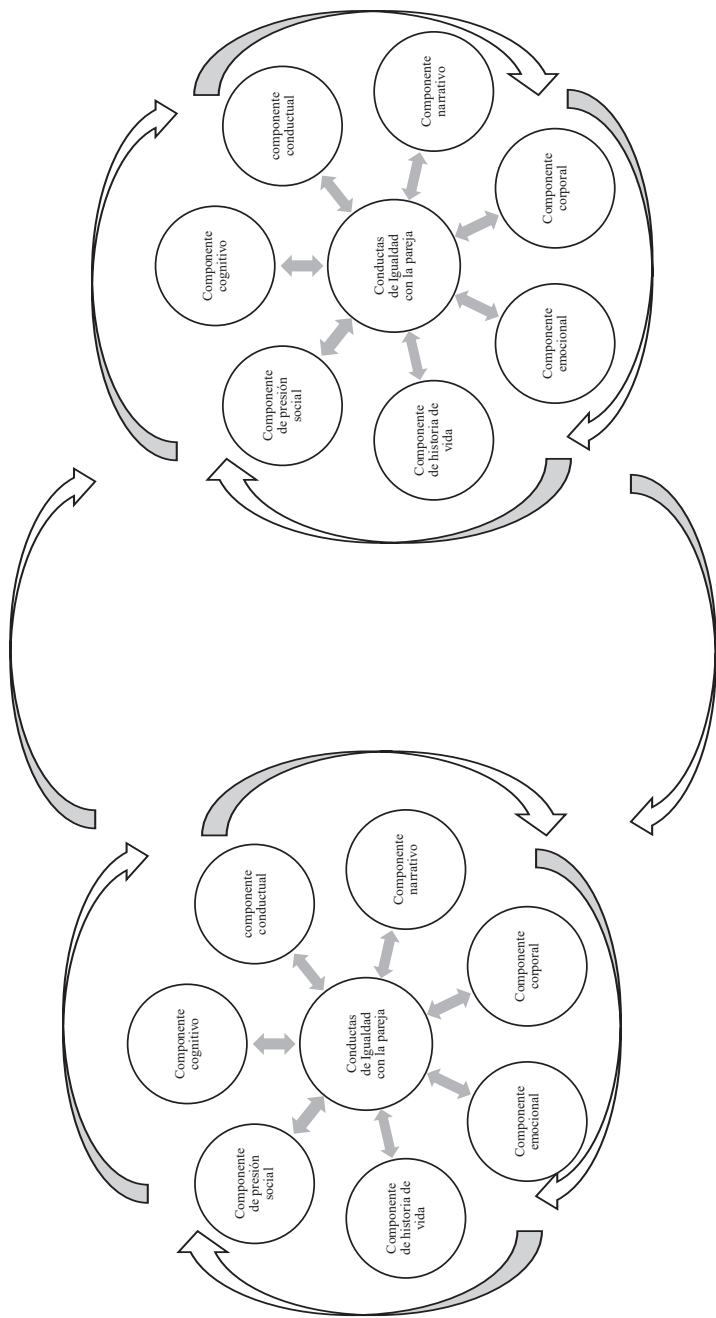 Componente
cognitivo
Componente
de presión
social
componente
conductual
Conductas
de Igualdad
con la pareja
Componente
de historia de
vida
Componente
narrativo
Componente
emocional
Componente
corporal
Componente
cognitivo
Componente
de presión
social
componente
conductual
Conductas
de Igualdad
con la pareja
Componente
de historia de
vida
Componente
narrativo
Componente
emocional
Componente
corporal